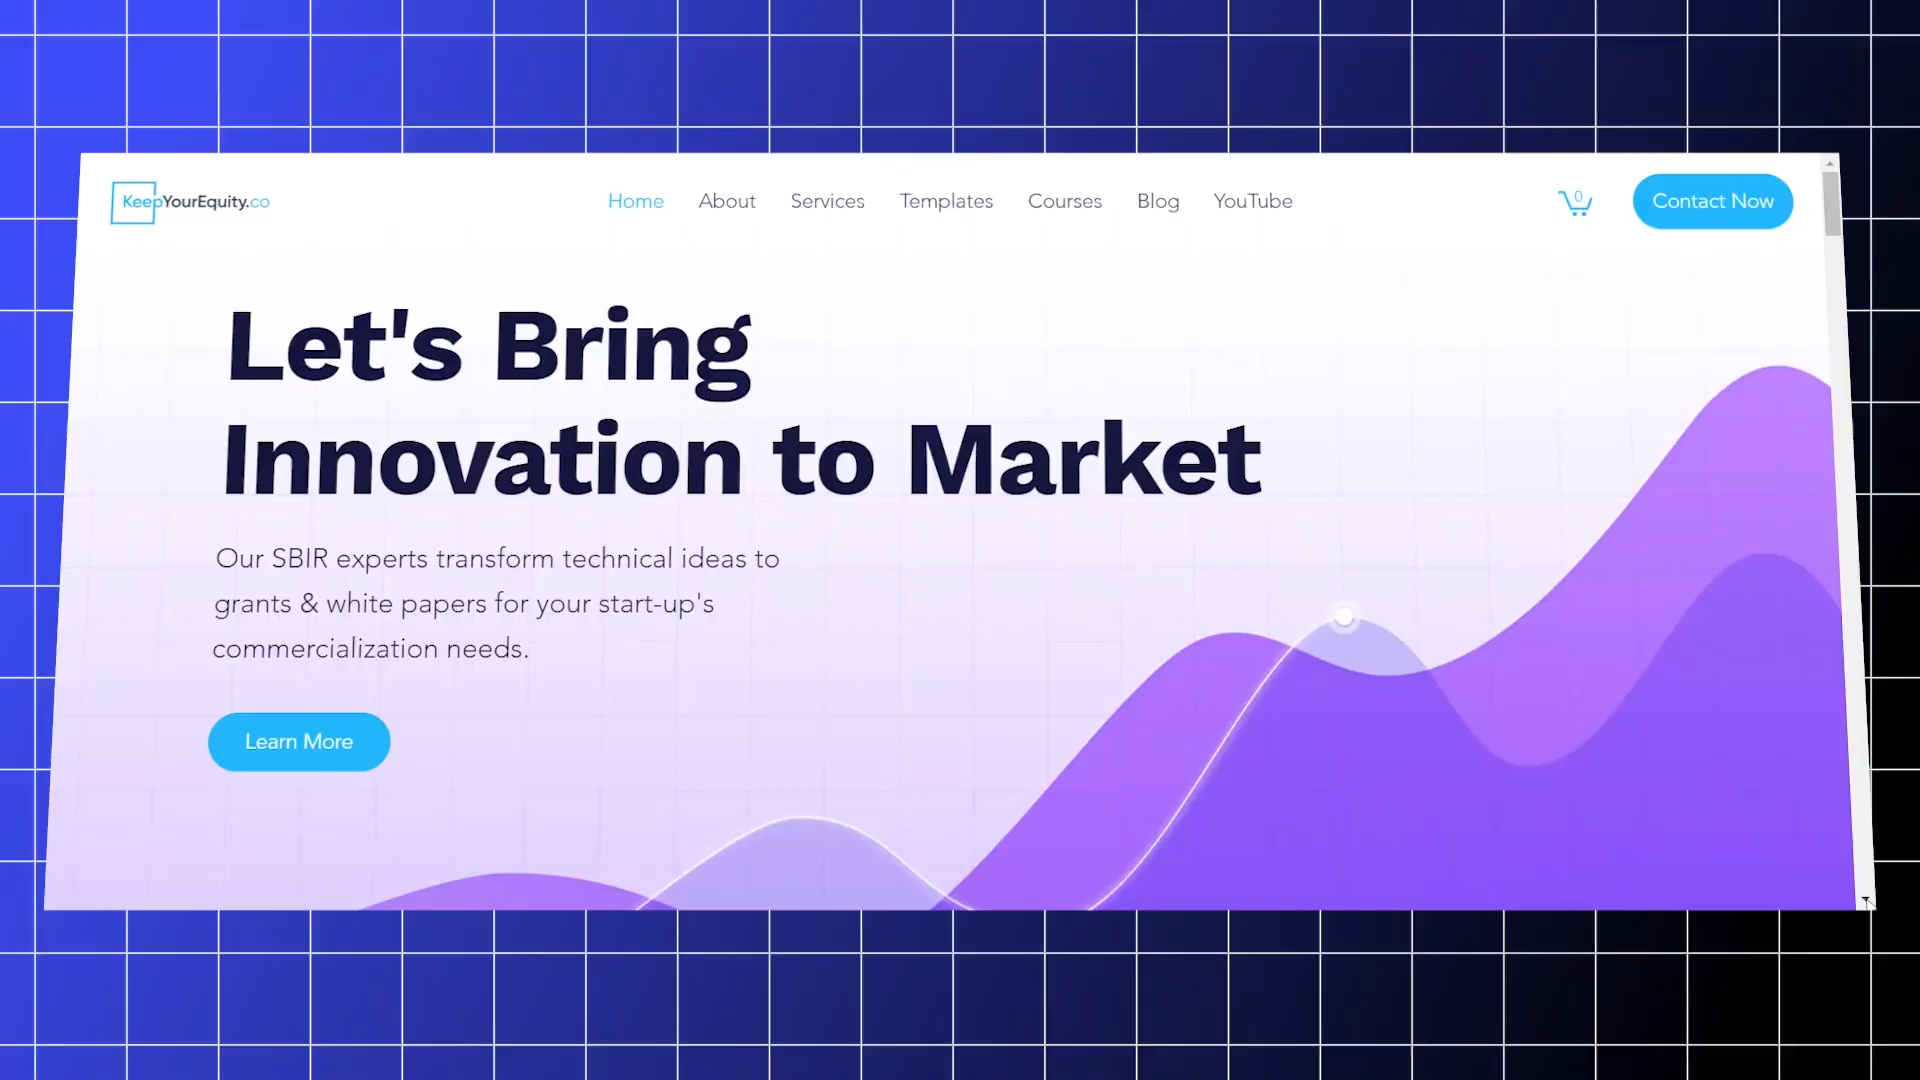 KeepYourEquity.co
Home About Services Templates Courses Blog YouTube
0
Contact Now
Let's Bring
Innovation to Market
Our SBIR experts transform technical ideas to
grants & white papers for your start-up's
commercialization needs.
Learn More